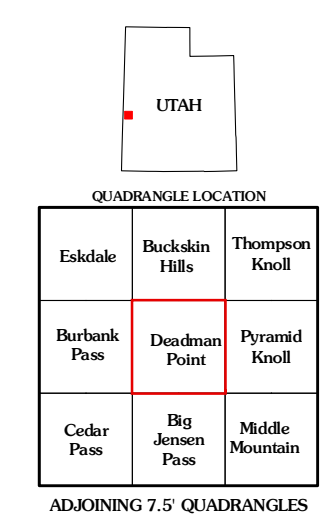 UTAH
QUADRANGLE LOCATION
Eskdale
Buckskin
Hills
Thompson
Knoll
Burbank
Pass
Deadman
Point
Pyramid
Knoll
Cedar
Pass
Big
Jensen
Pass
Middle
Mountain
ADJOINING 7.5' QUADRANGLES